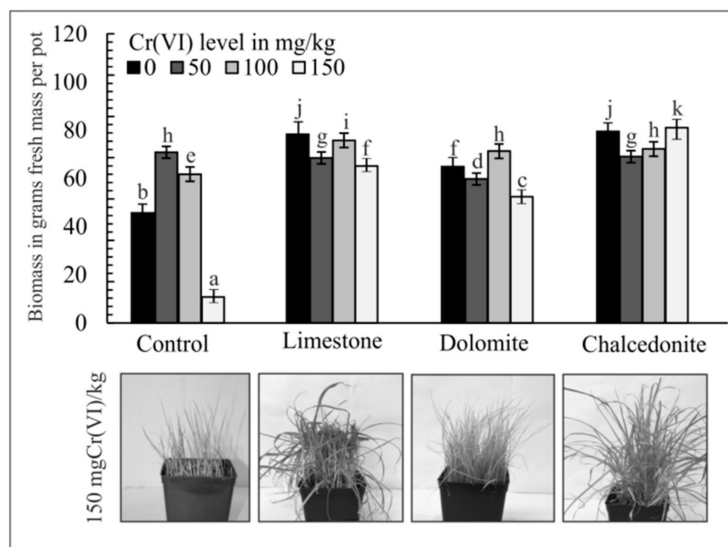 120
100
80
60
40
20
0
Biomass in grams fresh mass per pot
Cr(VI) level in mg/kg
0 50 100 150
b h e a
j g i f
f d h c
j g h k
Control Limestone Dolomite Chalcedonite
150 mgCr(VI)/kg